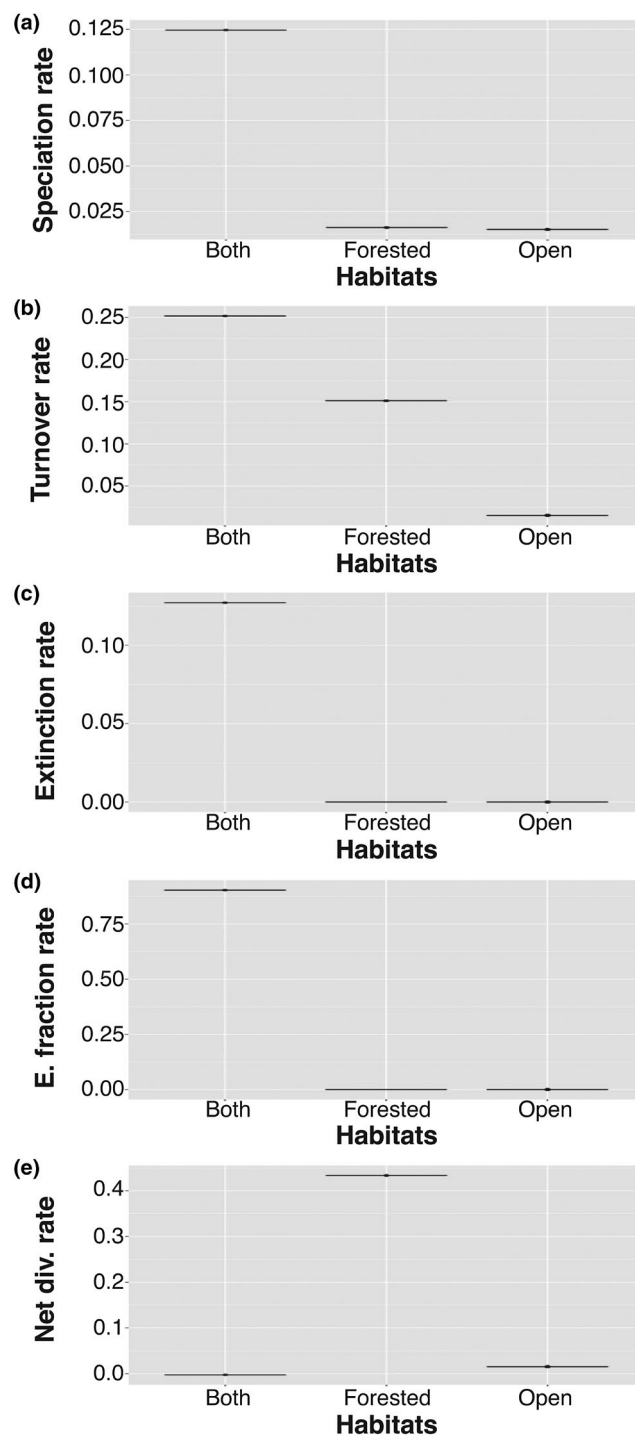 (a)
Speciation rate
0.125
0.100
0.075
0.050
0.025
Both Forested Open
Habitats
(b)
Turnover rate
0.25
0.20
0.15
0.10
0.05
Both Forested Open
Habitats
(c)
Extinction rate
0.10
0.05
0.00
Both Forested Open
Habitats
(d)
E. fraction rate
0.75
0.50
0.25
0.00
Both Forested Open
Habitats
(e)
Net div. rate
0.4
0.3
0.2
0.1
0.0
Both Forested Open
Habitats